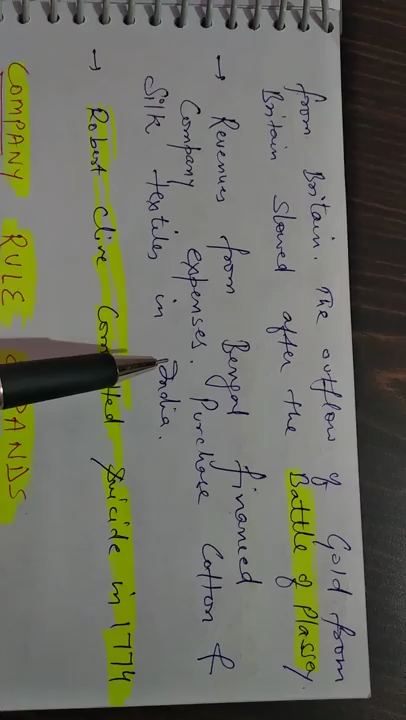 from Britain. The outflow of Gold from
Britain slowed after the Battle of Plassey.
→ Revenues from Bengal financed
Company expenses. Purchase Cotton &
Silk textiles in India.
→ Robert Clive Committed Suicide in 1774
COMPANY RULE EXPANDS